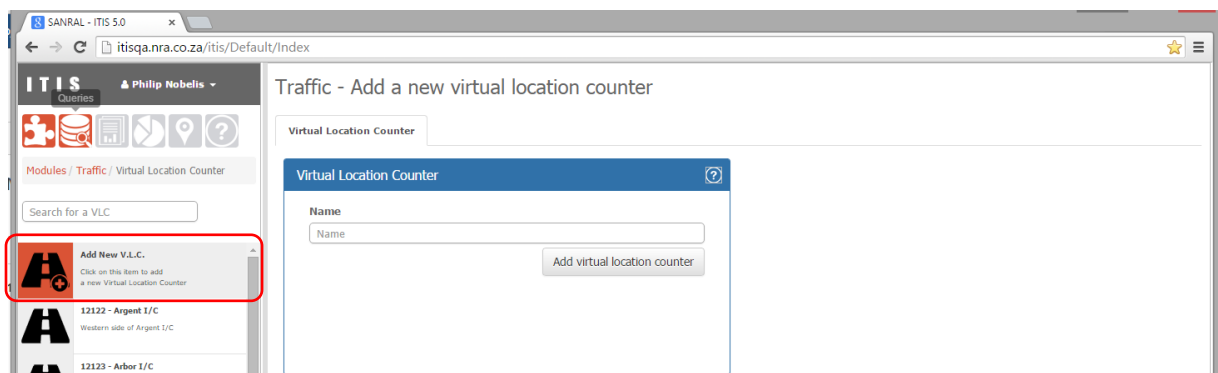 SANRAL - ITIS 5.0
itisqa.nra.co.za/itis/Default/Index
ITIS
Philip Nobelis
Queries
Modules / Traffic / Virtual Location Counter
Search for a VLC
Add New V.L.C.
Click on this item to add
a new Virtual Location Counter
12122 - Argent I/C
Western side of Argent I/C
12123 - Arbor I/C
Traffic - Add a new virtual location counter
Virtual Location Counter
Virtual Location Counter
Name
Name
Add virtual location counter